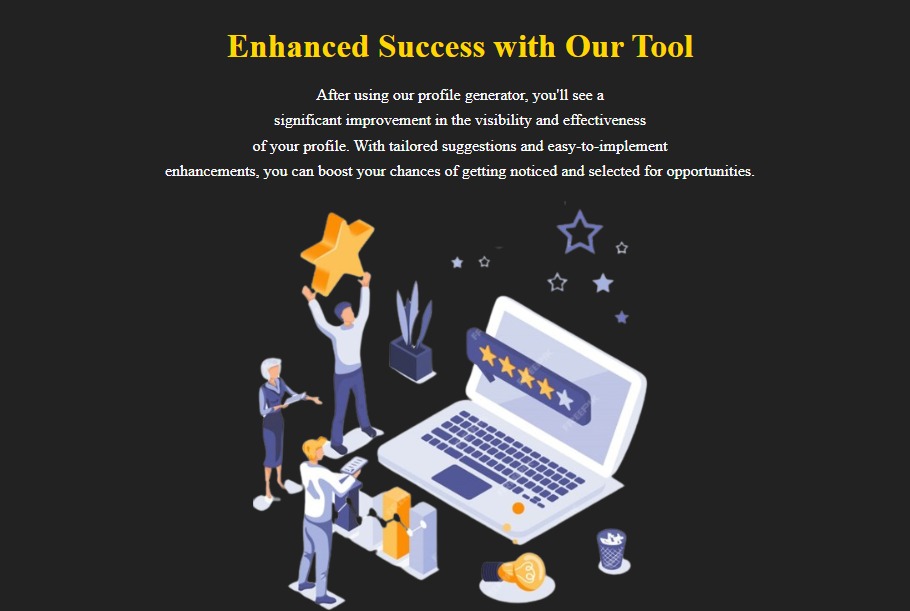 Enhanced Success with Our Tool
After using our profile generator, you'll see a
significant improvement in the visibility and effectiveness
of your profile. With tailored suggestions and easy-to-implement
enhancements, you can boost your chances of getting noticed and selected for opportunities.